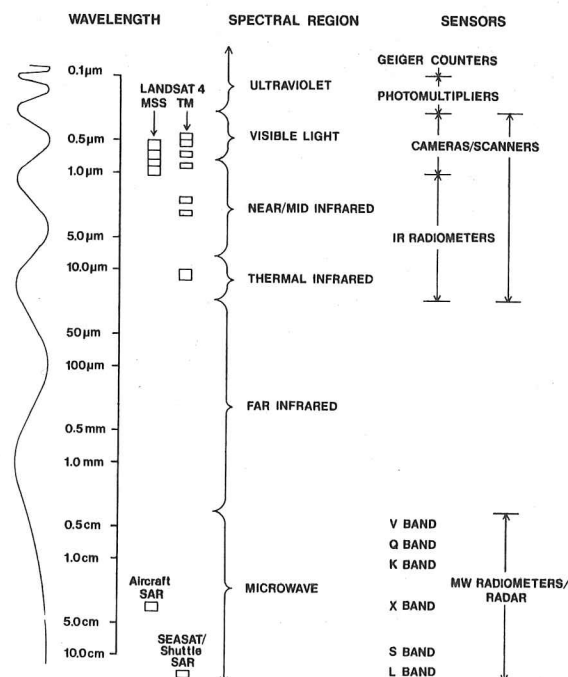 WAVELENGTH
SPECTRAL REGION
SENSORS
0.1µm
LANDSAT 4
MSS TM
ULTRAVIOLET
GEIGER COUNTERS
PHOTOMULTIPLIERS
0.5µm
VISIBLE LIGHT
CAMERAS/SCANNERS
1.0µm
NEAR/MID INFRARED
5.0µm
IR RADIOMETERS
10.0µm
THERMAL INFRARED
50µm
100µm
FAR INFRARED
0.5mm
1.0mm
0.5cm
V BAND
Q BAND
1.0cm
K BAND
Aircraft
SAR
MICROWAVE
MW RADIOMETERS/
RADAR
X BAND
5.0cm
SEASAT/
Shuttle
SAR
10.0cm
S BAND
L BAND